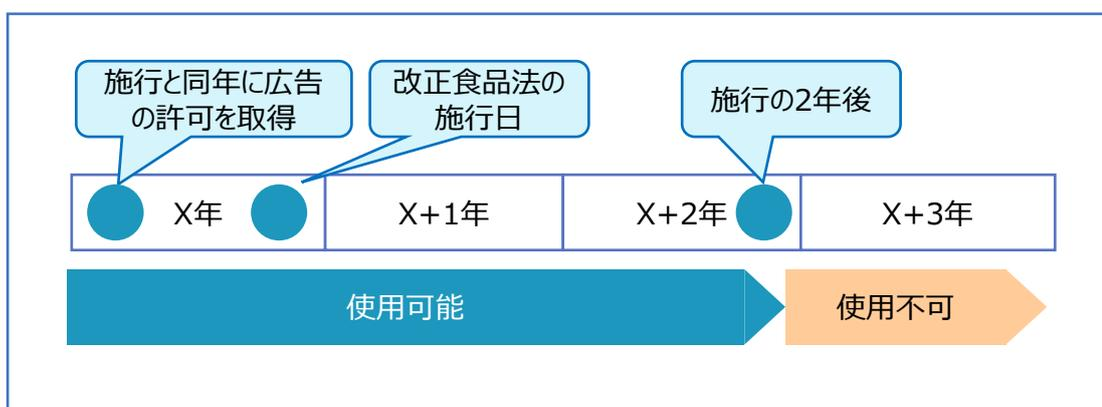 施行と同年に広告
の許可を取得
改正食品法の
施行日
施行の2年後
X年
X+1年
X+2年
X+3年
使用可能
使用不可